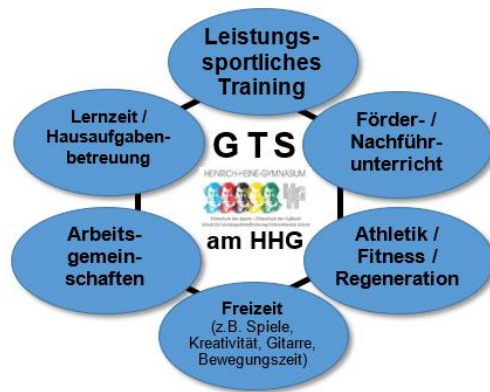 Leistungs-
sportliches
Training
Lernzeit /
Hausaufgaben-
betreuung
Förder- /
Nachführ-
unterricht
G T S
HEINRICH-HEINE-GYMNASIUM
am HHG
Arbeits-
gemein-
schaften
Athletik /
Fitness /
Regeneration
Freizeit
(z.B. Spiele,
Kreativität, Gitarre,
Bewegungszeit)